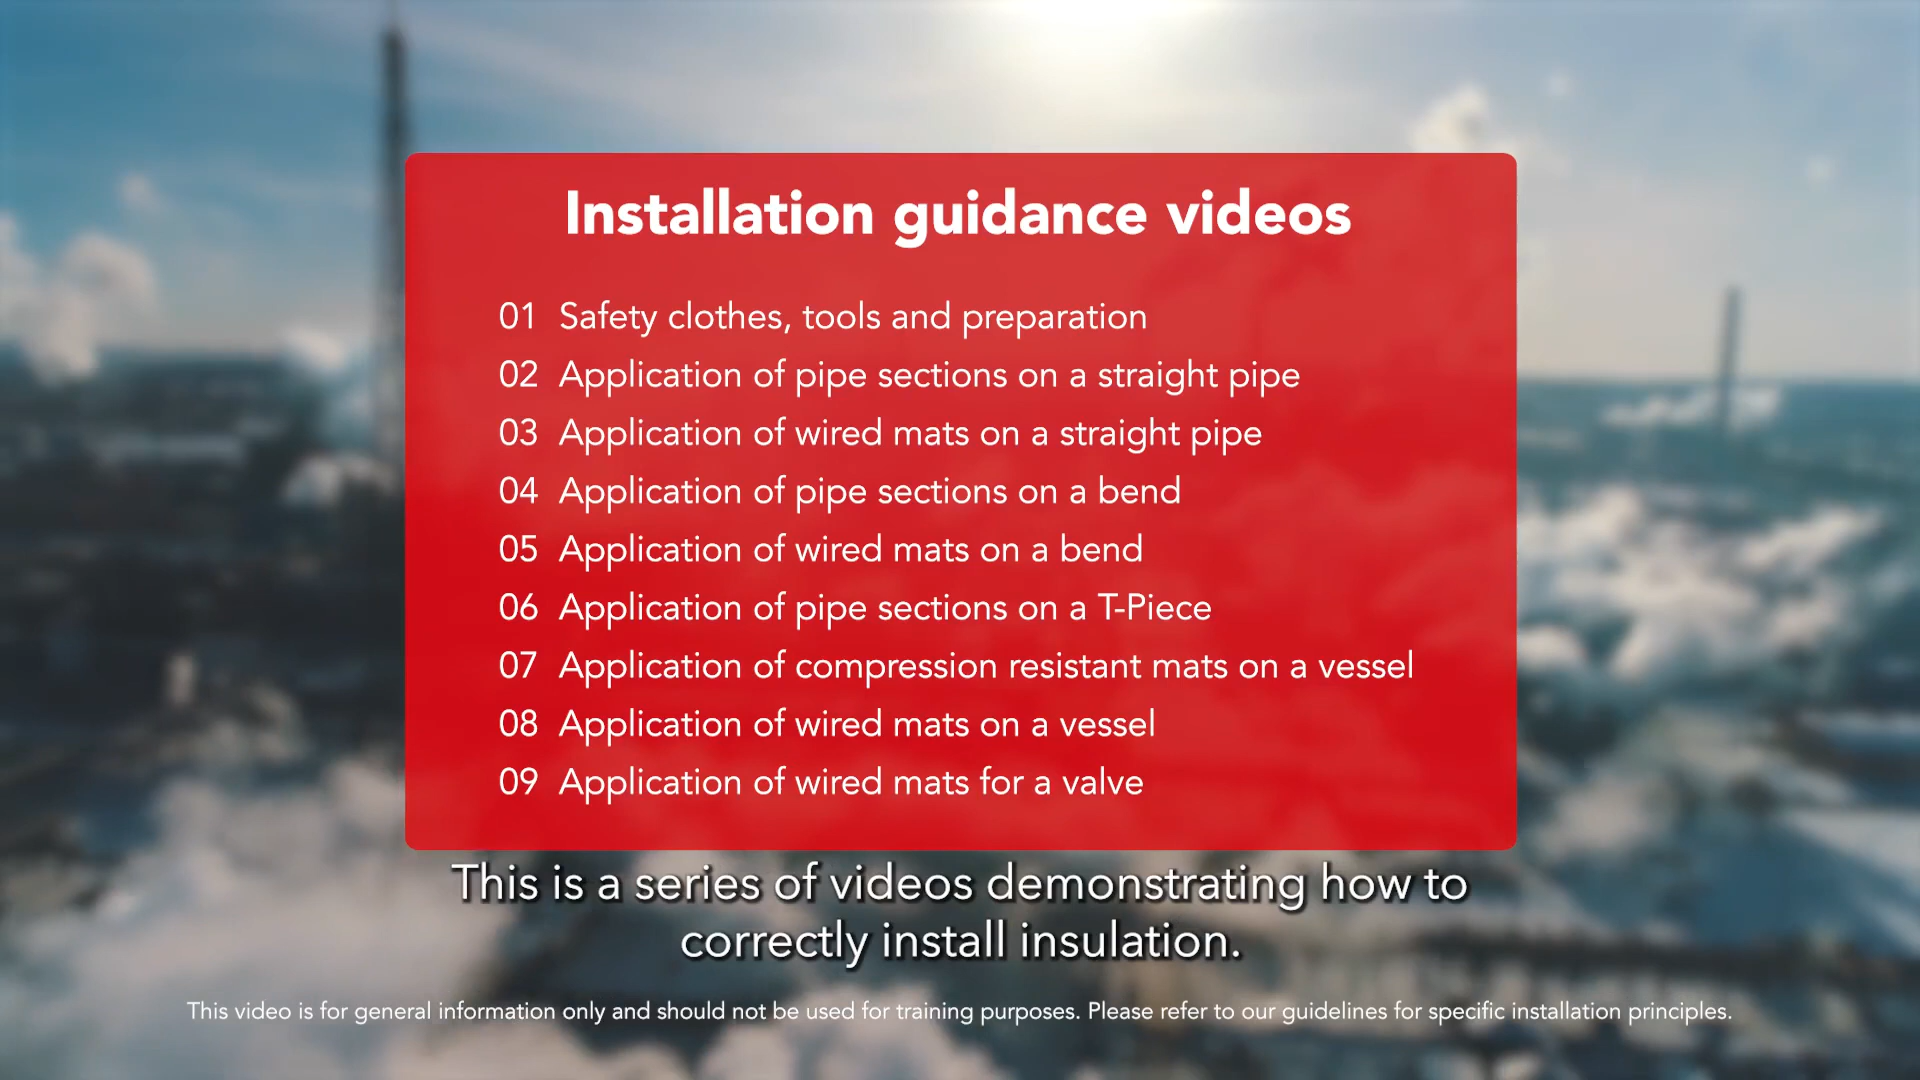 Installation guidance videos
01 Safety clothes, tools and preparation
02 Application of pipe sections on a straight pipe
03 Application of wired mats on a straight pipe
04 Application of pipe sections on a bend
05 Application of wired mats on a bend
06 Application of pipe sections on a T-Piece
07 Application of compression resistant mats on a vessel
08 Application of wired mats on a vessel
09 Application of wired mats for a valve
This is a series of videos demonstrating how to
correctly install insulation.
This video is for general information only and should not be used for training purposes. Please refer to our guidelines for specific installation principles.